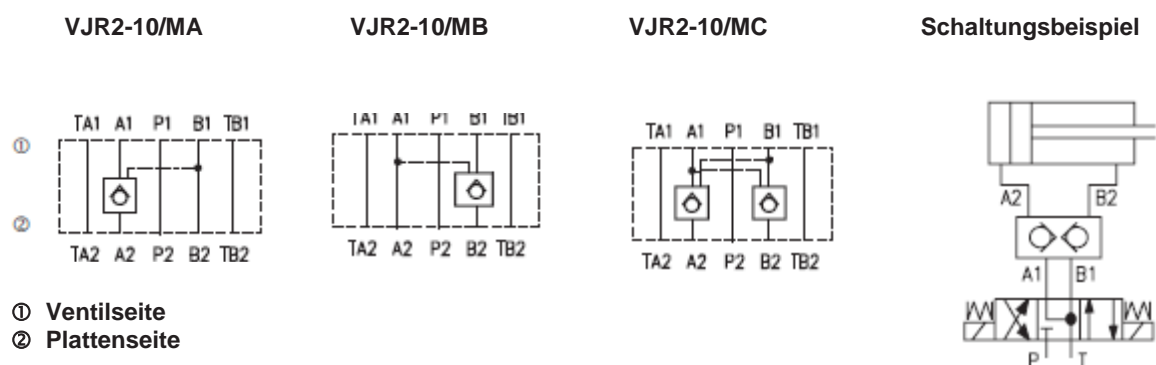 VJR2-10/MA VJR2-10/MB VJR2-10/MC Schaltungsbeispiel
TA1 A1 P1 B1 TB1
TA1 A1 P1 B1 TB1
TA1 A1 P1 B1 TB1
①
②
TA2 A2 P2 B2 TB2
TA2 A2 P2 B2 TB2
TA2 A2 P2 B2 TB2
A2 B2
A1 B1
P T
① Ventilseite
② Plattenseite